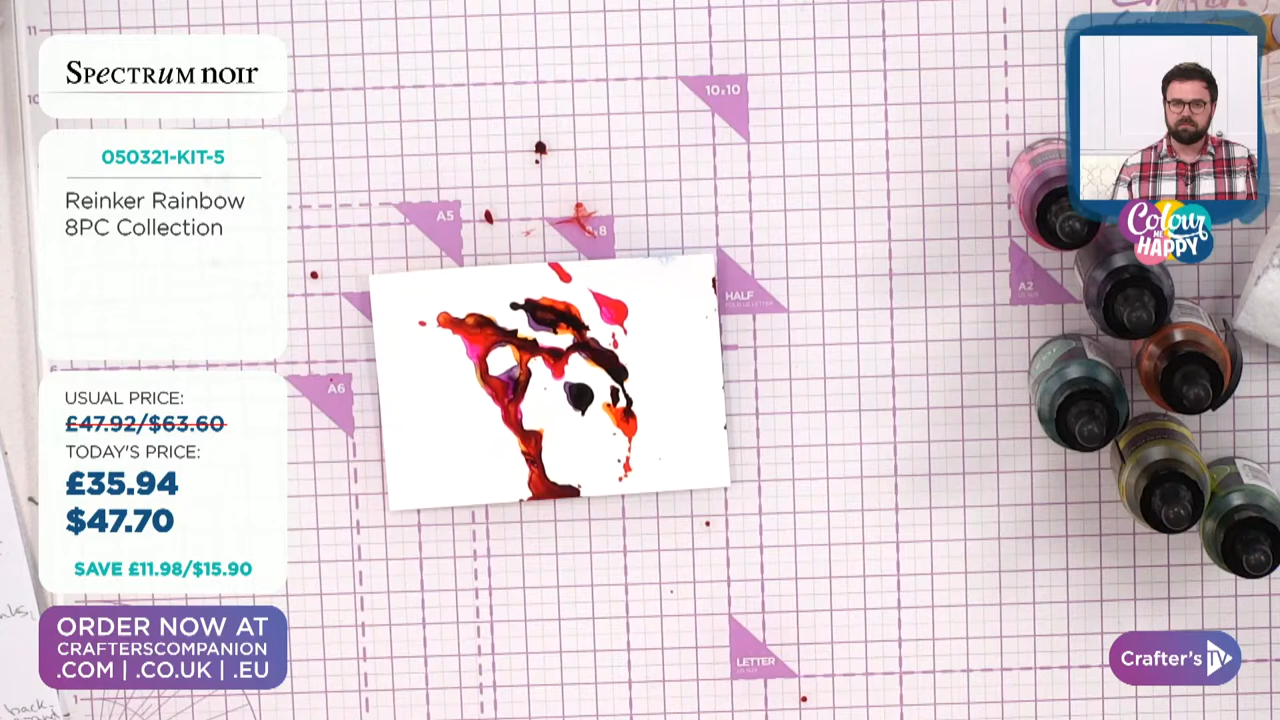 SPECTRUM NOIR
050321-KIT-5
Reinker Rainbow
8PC Collection
USUAL PRICE:
£47.92/$63.60
TODAY'S PRICE:
£35.94
$47.70
SAVE £11.98/$15.90
ORDER NOW AT
CRAFTERSCOMPANION
.COM | .CO.UK | .EU
11
10x10
A5
HALF
A2
A6
LETTER
Colour
ME
HAPPY
Crafter's TV